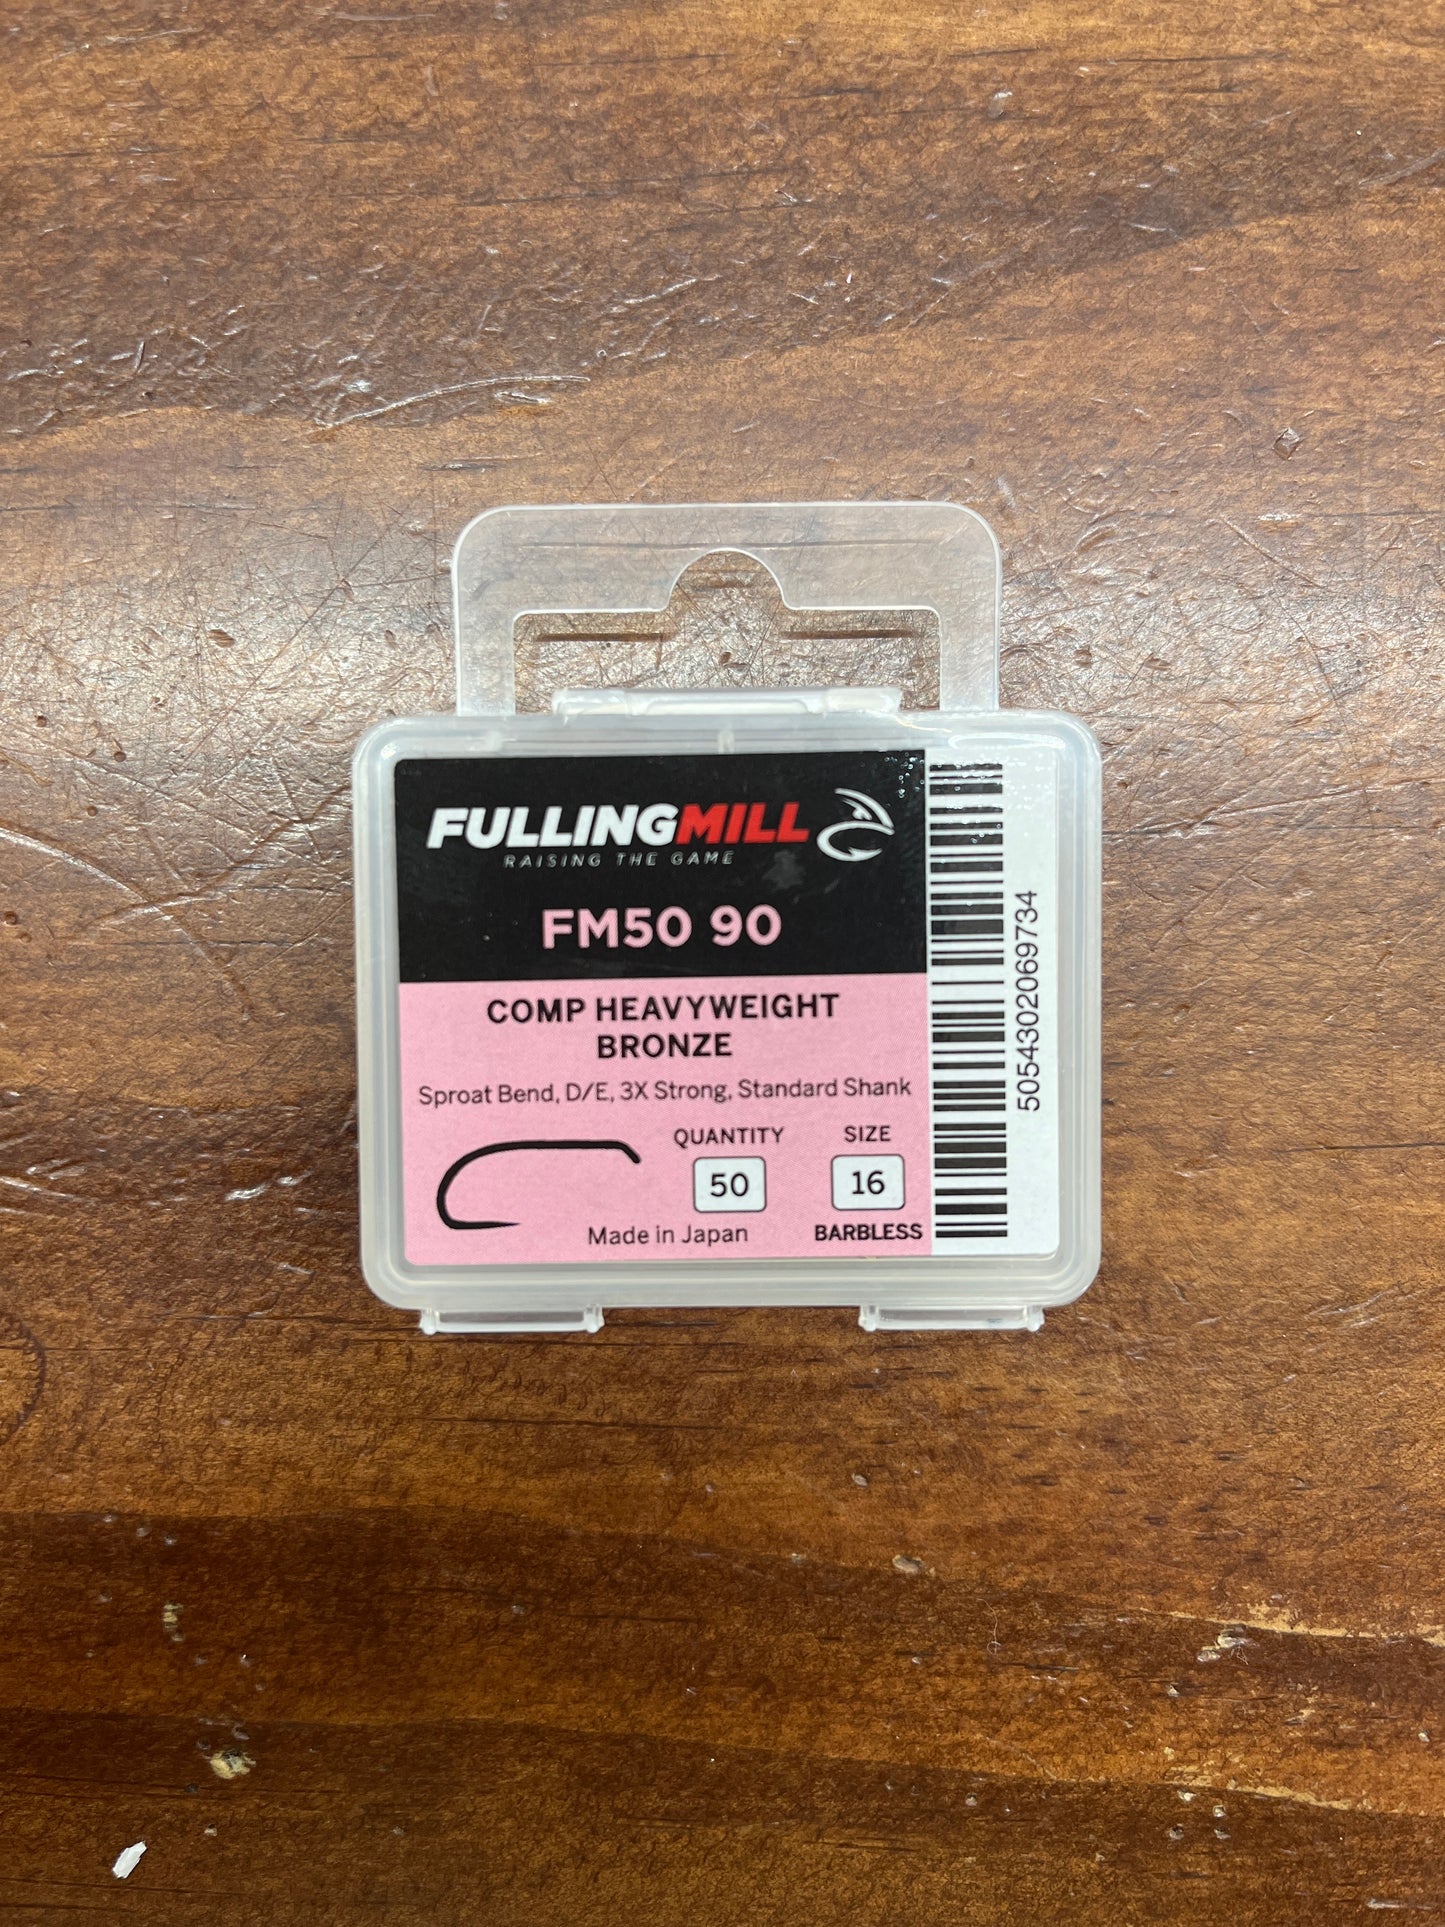 FULLINGMILL
RAISING THE GAME
FM50 90
COMP HEAVYWEIGHT
BRONZE
Sproat Bend, D/E, 3X Strong, Standard Shank
QUANTITY SIZE
50 16
Made in Japan BARBLESS
5054302069734